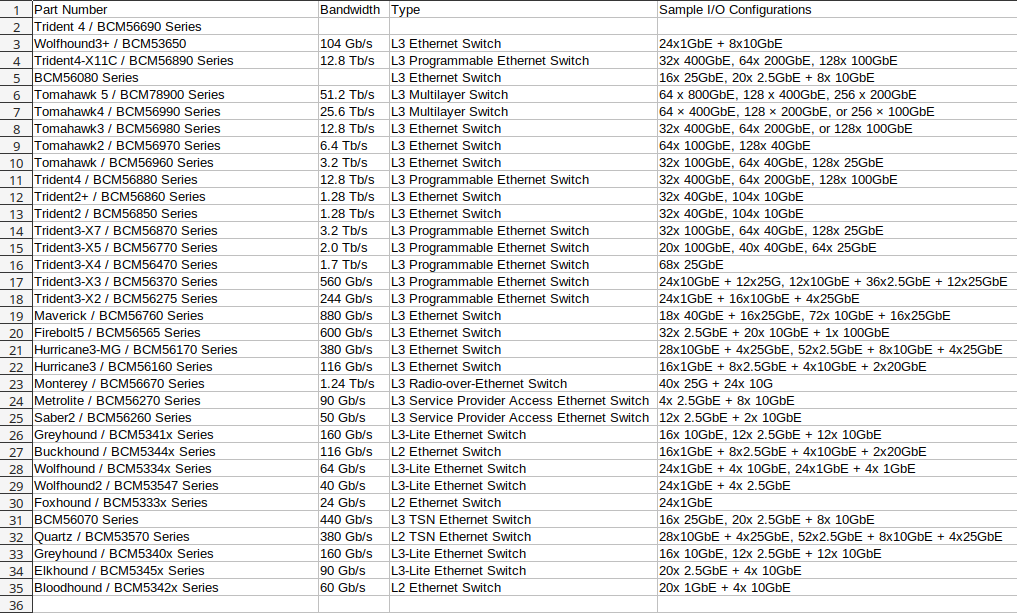 1 Part Number Bandwidth Type Sample I/O Configurations
2 Trident 4 / BCM56690 Series
3 Wolfhound3+ / BCM53650 104 Gb/s L3 Ethernet Switch 24x1GbE + 8x10GbE
4 Trident4-X11C / BCM56890 Series 12.8 Tb/s L3 Programmable Ethernet Switch 32x 400GbE, 64x 200GbE, 128x 100GbE
5 BCM56080 Series L3 Ethernet Switch 16x 25GbE, 20x 2.5GbE + 8x 10GbE
6 Tomahawk 5 / BCM78900 Series 51.2 Tb/s L3 Multilayer Switch 64 x 800GbE, 128 x 400GbE, 256 x 200GbE
7 Tomahawk4 / BCM56990 Series 25.6 Tb/s L3 Multilayer Switch 64 × 400GbE, 128 × 200GbE, or 256 × 100GbE
8 Tomahawk3 / BCM56980 Series 12.8 Tb/s L3 Ethernet Switch 32x 400GbE, 64x 200GbE, or 128x 100GbE
9 Tomahawk2 / BCM56970 Series 6.4 Tb/s L3 Ethernet Switch 64x 100GbE, 128x 40GbE
10 Tomahawk / BCM56960 Series 3.2 Tb/s L3 Ethernet Switch 32x 100GbE, 64x 40GbE, 128x 25GbE
11 Trident4 / BCM56880 Series 12.8 Tb/s L3 Programmable Ethernet Switch 32x 400GbE, 64x 200GbE, 128x 100GbE
12 Trident2+ / BCM56860 Series 1.28 Tb/s L3 Ethernet Switch 32x 40GbE, 104x 10GbE
13 Trident2 / BCM56850 Series 1.28 Tb/s L3 Ethernet Switch 32x 40GbE, 104x 10GbE
14 Trident3-X7 / BCM56870 Series 3.2 Tb/s L3 Programmable Ethernet Switch 32x 100GbE, 64x 40GbE, 128x 25GbE
15 Trident3-X5 / BCM56770 Series 2.0 Tb/s L3 Programmable Ethernet Switch 20x 100GbE, 40x 40GbE, 64x 25GbE
16 Trident3-X4 / BCM56470 Series 1.7 Tb/s L3 Programmable Ethernet Switch 68x 25GbE
17 Trident3-X3 / BCM56370 Series 560 Gb/s L3 Programmable Ethernet Switch 24x10GbE + 12x25G, 12x10GbE + 36x2.5GbE + 12x25GbE
18 Trident3-X2 / BCM56275 Series 244 Gb/s L3 Programmable Ethernet Switch 24x1GbE + 16x10GbE + 4x25GbE
19 Maverick / BCM56760 Series 880 Gb/s L3 Ethernet Switch 18x 40GbE + 16x25GbE, 72x 10GbE + 16x25GbE
20 Firebolt5 / BCM56565 Series 600 Gb/s L3 Ethernet Switch 32x 2.5GbE + 20x 10GbE + 1x 100GbE
21 Hurricane3-MG / BCM56170 Series 380 Gb/s L3 Ethernet Switch 28x10GbE + 4x25GbE, 52x2.5GbE + 8x10GbE + 4x25GbE
22 Hurricane3 / BCM56160 Series 116 Gb/s L3 Ethernet Switch 16x1GbE + 8x2.5GbE + 4x10GbE + 2x20GbE
23 Monterey / BCM56670 Series 1.24 Tb/s L3 Radio-over-Ethernet Switch 40x 25G + 24x 10G
24 Metrolite / BCM56270 Series 90 Gb/s L3 Service Provider Access Ethernet Switch 4x 2.5GbE + 8x 10GbE
25 Saber2 / BCM56260 Series 50 Gb/s L3 Service Provider Access Ethernet Switch 12x 2.5GbE + 2x 10GbE
26 Greyhound / BCM5341x Series 160 Gb/s L3-Lite Ethernet Switch 16x 10GbE, 12x 2.5GbE + 12x 10GbE
27 Buckhound / BCM5344x Series 116 Gb/s L2 Ethernet Switch 16x1GbE + 8x2.5GbE + 4x10GbE + 2x20GbE
28 Wolfhound / BCM5334x Series 64 Gb/s L3-Lite Ethernet Switch 24x1GbE + 4x 10GbE, 24x1GbE + 4x 1GbE
29 Wolfhound2 / BCM53547 Series 40 Gb/s L3-Lite Ethernet Switch 24x1GbE + 4x 2.5GbE
30 Foxhound / BCM5333x Series 24 Gb/s L2 Ethernet Switch 24x1GbE
31 BCM56070 Series 440 Gb/s L3 TSN Ethernet Switch 16x 25GbE, 20x 2.5GbE + 8x 10GbE
32 Quartz / BCM53570 Series 380 Gb/s L2 TSN Ethernet Switch 28x10GbE + 4x25GbE, 52x2.5GbE + 8x10GbE + 4x25GbE
33 Greyhound / BCM5340x Series 160 Gb/s L3-Lite Ethernet Switch 16x 10GbE, 12x 2.5GbE + 12x 10GbE
34 Elkhound / BCM5345x Series 90 Gb/s L3-Lite Ethernet Switch 20x 2.5GbE + 4x 10GbE
35 Bloodhound / BCM5342x Series 60 Gb/s L2 Ethernet Switch 20x 1GbE + 4x 10GbE
36